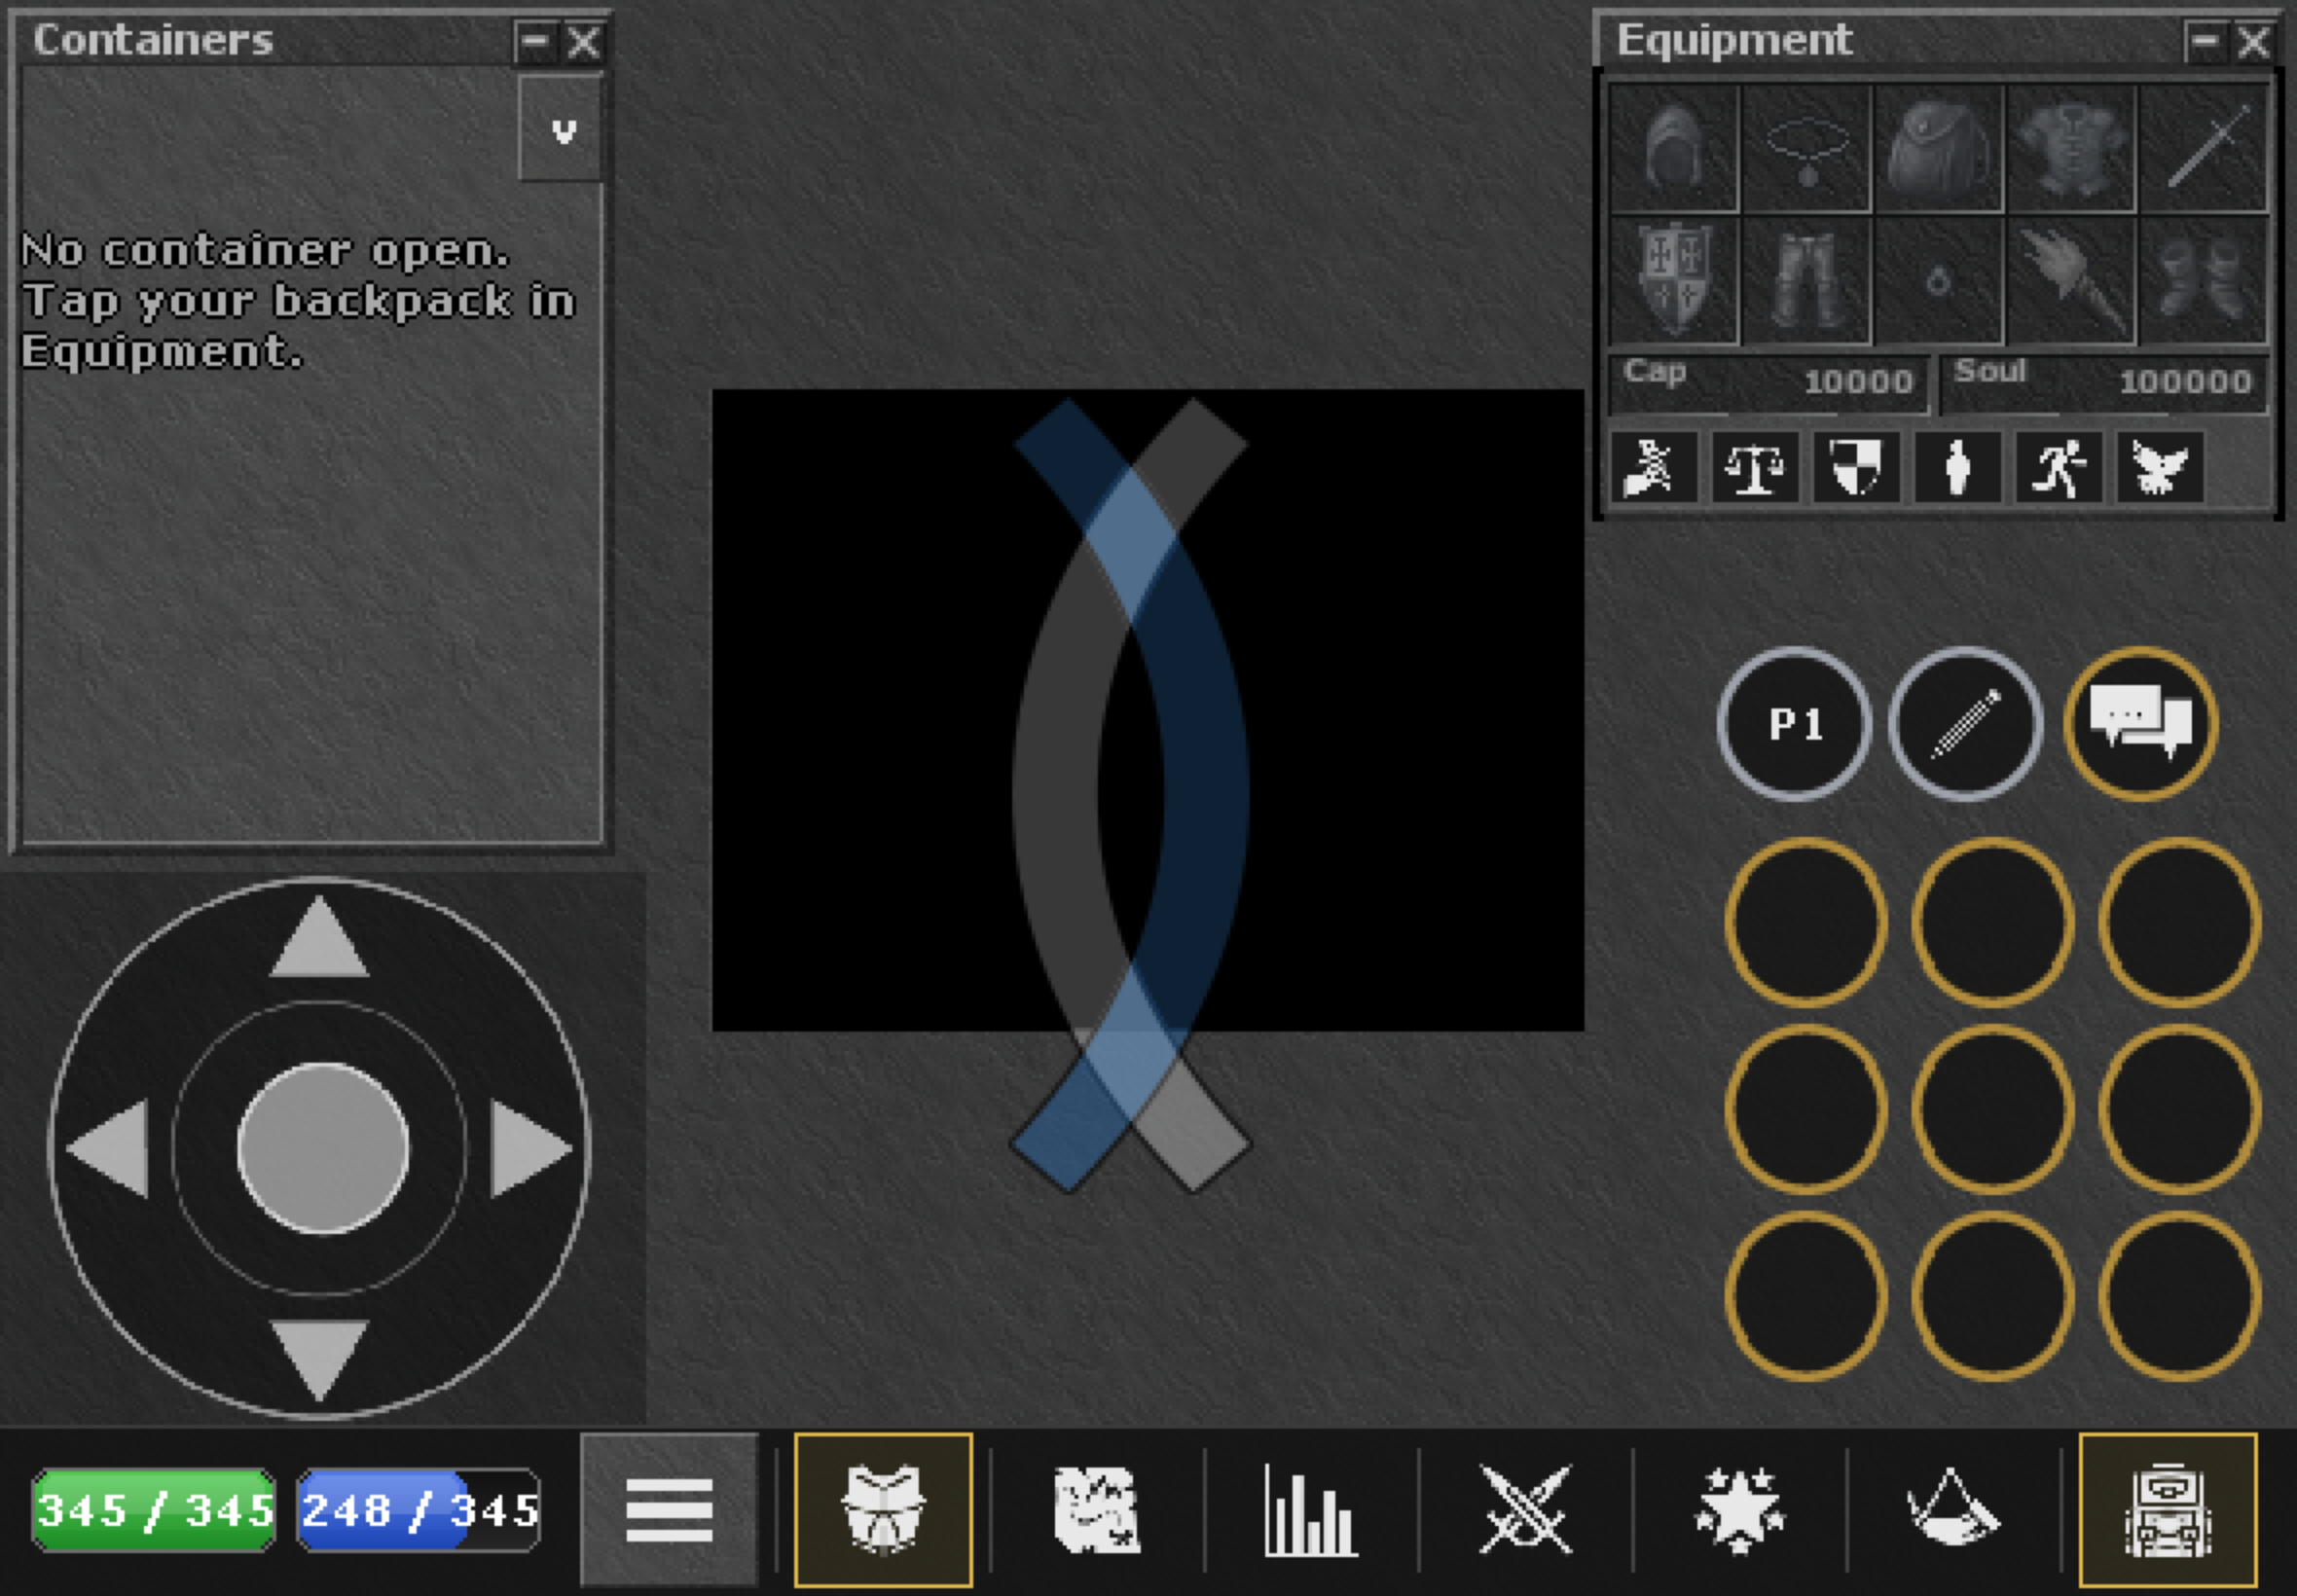 Containers
v
No container open.
Tap your backpack in
Equipment.
Equipment
Cap 10000
Soul 100000
P1
345 / 345
248 / 345